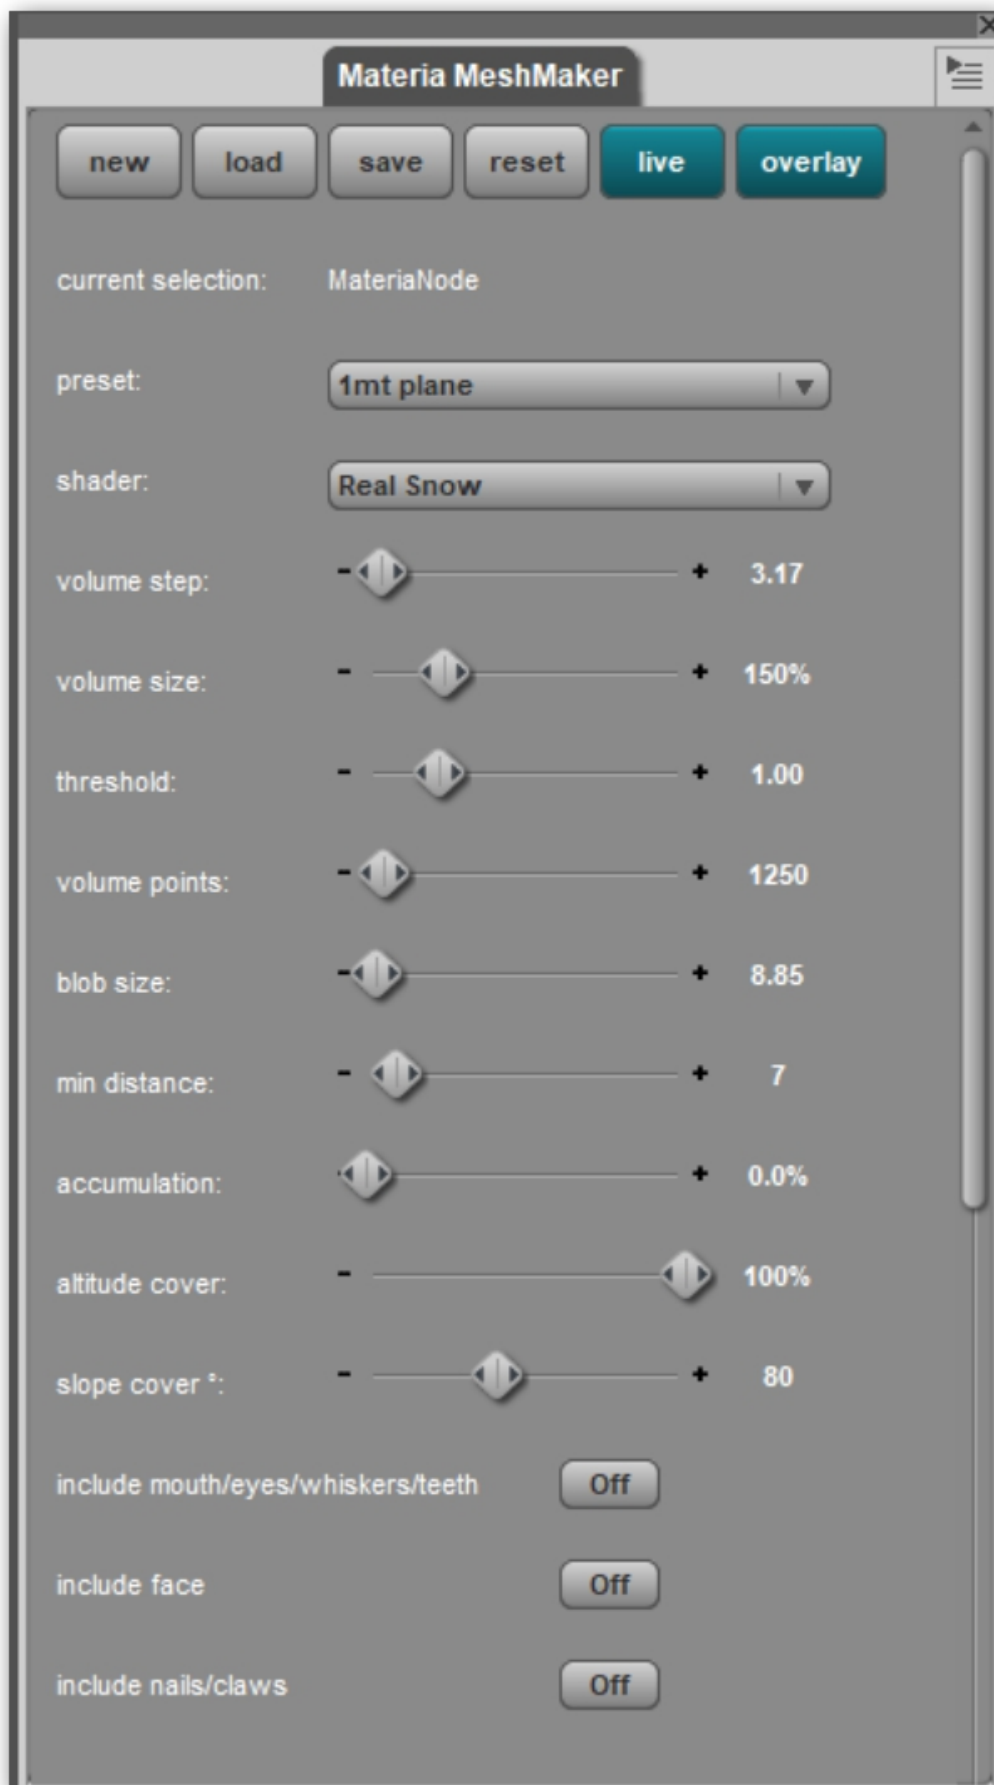 Materia MeshMaker
new load save reset live overlay
current selection: MateriaNode
preset: 1mt plane
shader: Real Snow
volume step: - + 3.17
volume size: - + 150%
threshold: - + 1.00
volume points: - + 1250
blob size: - + 8.85
min distance: - + 7
accumulation: + 0.0%
altitude cover: - 100%
slope cover °: - + 80
include mouth/eyes/whiskers/teeth Off
include face Off
include nails/claws Off